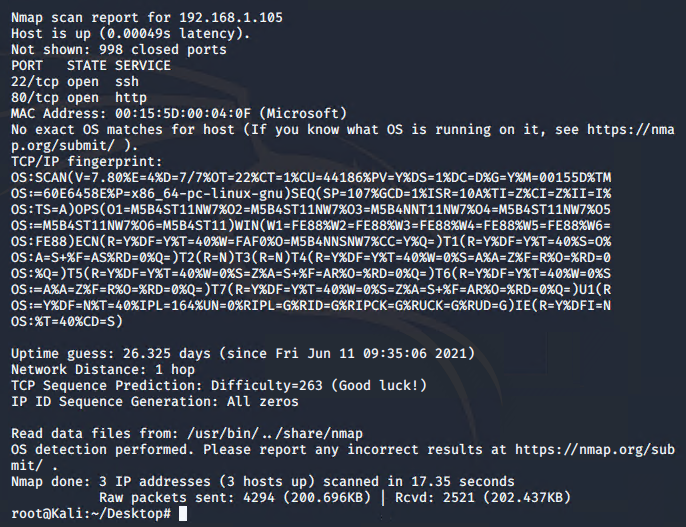 Nmap scan report for 192.168.1.105
Host is up (0.00049s latency).
Not shown: 998 closed ports
PORT   STATE SERVICE
22/tcp open  ssh
80/tcp open  http
MAC Address: 00:15:5D:00:04:0F (Microsoft)
No exact OS matches for host (If you know what OS is running on it, see https://nma
p.org/submit/ ).
TCP/IP fingerprint:
OS:SCAN(V=7.80%E=4%D=7/7%OT=22%CT=1%CU=44186%PV=Y%DS=1%DC=D%G=Y%M=00155D%TM
OS:=60E6458E%P=x86_64-pc-linux-gnu)SEQ(SP=107%GCD=1%ISR=10A%TI=Z%CI=Z%II=I%
OS:TS=A)OPS(O1=M5B4ST11NW7%O2=M5B4ST11NW7%O3=M5B4NNT11NW7%O4=M5B4ST11NW7%O5
OS:=M5B4ST11NW7%O6=M5B4ST11)WIN(W1=FE88%W2=FE88%W3=FE88%W4=FE88%W5=FE88%W6=
OS:FE88)ECN(R=Y%DF=Y%T=40%W=FAF0%O=M5B4NNSNW7%CC=Y%Q=)T1(R=Y%DF=Y%T=40%S=O%
OS:A=S+%F=AS%RD=0%Q=)T2(R=N)T3(R=N)T4(R=Y%DF=Y%T=40%W=0%S=A%A=Z%F=R%O=%RD=0
OS:%Q=)T5(R=Y%DF=Y%T=40%W=0%S=Z%A=S+%F=AR%O=%RD=0%Q=)T6(R=Y%DF=Y%T=40%W=0%S
OS:=A%A=Z%F=R%O=%RD=0%Q=)T7(R=Y%DF=Y%T=40%W=0%S=Z%A=S+%F=AR%O=%RD=0%Q=)U1(R
OS:=Y%DF=N%T=40%IPL=164%UN=0%RIPL=G%RID=G%RIPCK=G%RUCK=G%RUD=G)IE(R=Y%DFI=N
OS:%T=40%CD=S)
Uptime guess: 26.325 days (since Fri Jun 11 09:35:06 2021)
Network Distance: 1 hop
TCP Sequence Prediction: Difficulty=263 (Good luck!)
IP ID Sequence Generation: All zeros
Read data files from: /usr/bin/../share/nmap
OS detection performed. Please report any incorrect results at https://nmap.org/sub
mit/ .
Nmap done: 3 IP addresses (3 hosts up) scanned in 17.35 seconds
Raw packets sent: 4294 (200.696KB) | Rcvd: 2521 (202.437KB)
root@Kali:~/Desktop#